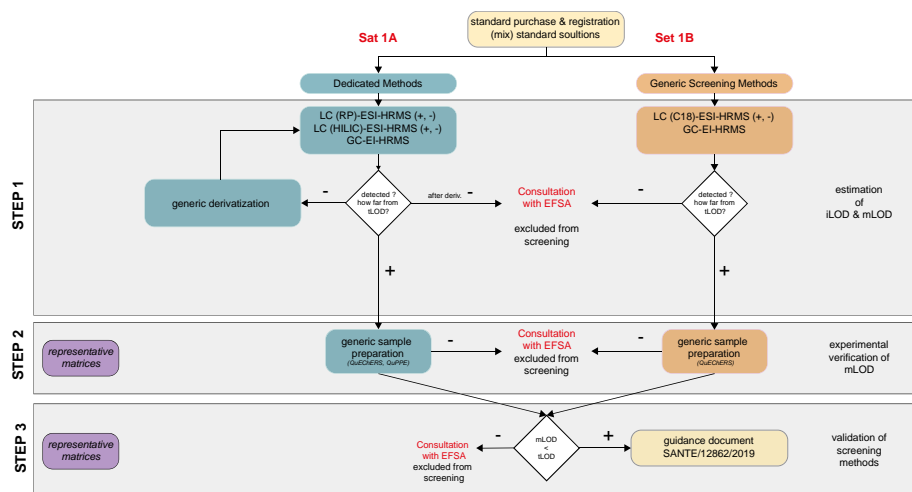 standard purchase & registration
(mix) standard soultions
Sat 1A
Set 1B
Dedicated Methods
Generic Screening Methods
STEP 1
LC (RP)-ESI-HRMS (+, -)
LC (HILIC)-ESI-HRMS (+, -)
GC-EI-HRMS
LC (C18)-ESI-HRMS (+, -)
GC-EI-HRMS
generic derivatization
-
detected ?
how far from
tLOD?
after deriv. -
Consultation
with EFSA
excluded from
screening
-
detected ?
how far from
tLOD?
estimation
of
iLOD & mLOD
+
+
STEP 2
representative
matrices
generic sample
preparation
(QuEChERS, QuPPE)
-
Consultation
with EFSA
excluded from
screening
-
generic sample
preparation
(QuEChERS)
experimental
verification of
mLOD
STEP 3
representative
matrices
Consultation
with EFSA
excluded from
screening
-
mLOD
<
tLOD
+
guidance document
SANTE/12862/2019
validation of
screening
methods